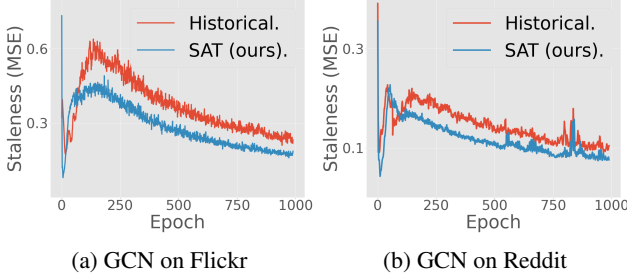 Historical.
SAT (ours).
Staleness (MSE)
0.6
0.3
0 250 500 750 1000
Epoch
(a) GCN on Flickr
Historical.
SAT (ours).
Staleness (MSE)
0.3
0.1
0 250 500 750 1000
Epoch
(b) GCN on Reddit